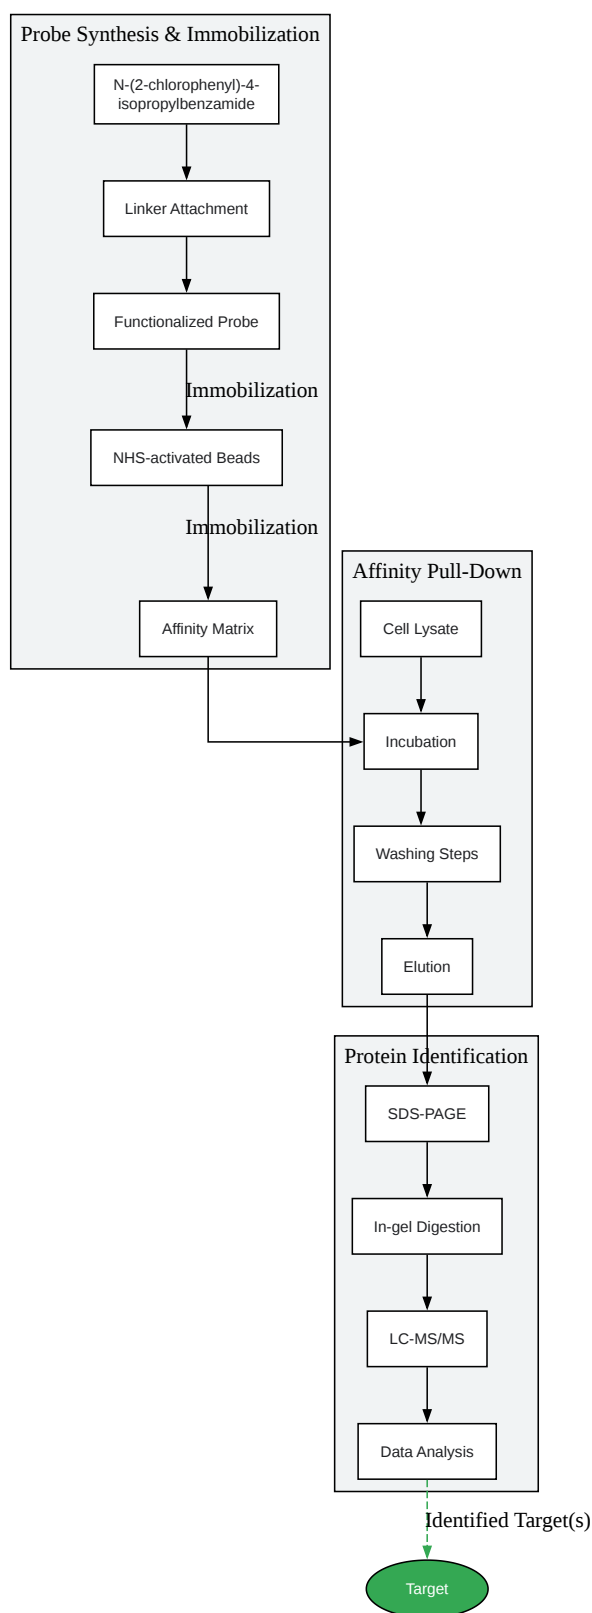 Probe Synthesis & Immobilization
N-(2-chlorophenyl)-4-
isopropylbenzamide
Linker Attachment
Functionalized Probe
Immobilization
NHS-activated Beads
Immobilization
Affinity Matrix
Affinity Pull-Down
Cell Lysate
Incubation
Washing Steps
Elution
Protein Identification
SDS-PAGE
In-gel Digestion
LC-MS/MS
Data Analysis
Identified Target(s)
Target